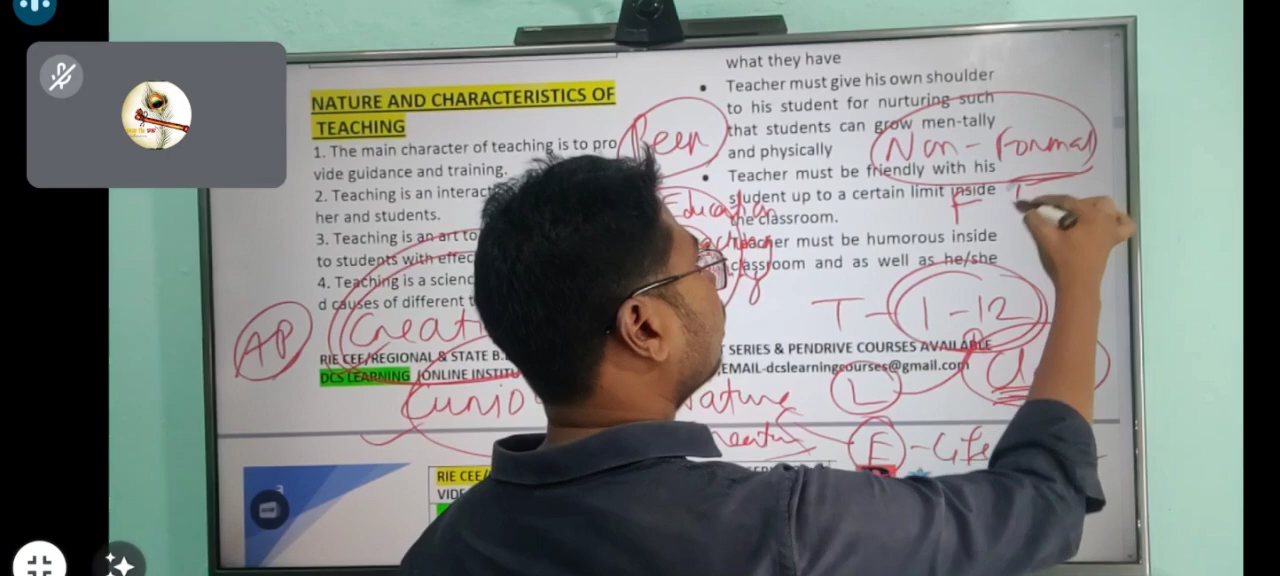 NATURE AND CHARACTERISTICS OF
TEACHING
1. The main character of teaching is to pro
vide guidance and training.
2. Teaching is an interact
her and students.
3. Teaching is an art to
to students with effec
4. Teaching is a scienc
d causes of different t
AP
Creati
RIE CEE/REGIONAL & STATE B.
DCS LEARNING (ONLINE INSTITU
what they have
Teacher must give his own shoulder
to his student for nurturing such
that students can grow men-tally
and physically
Teacher must be friendly with his
student up to a certain limit inside
the classroom.
Teacher must be humorous inside
classroom and as well as he/she
Peer
Non-Formal
Education
F
T - 1-12
SERIES & PENDRIVE COURSES AVAILABLE
EMAIL-dcslearningcourses@gmail.com
L
E - Life
RIE CEE/
VIDE